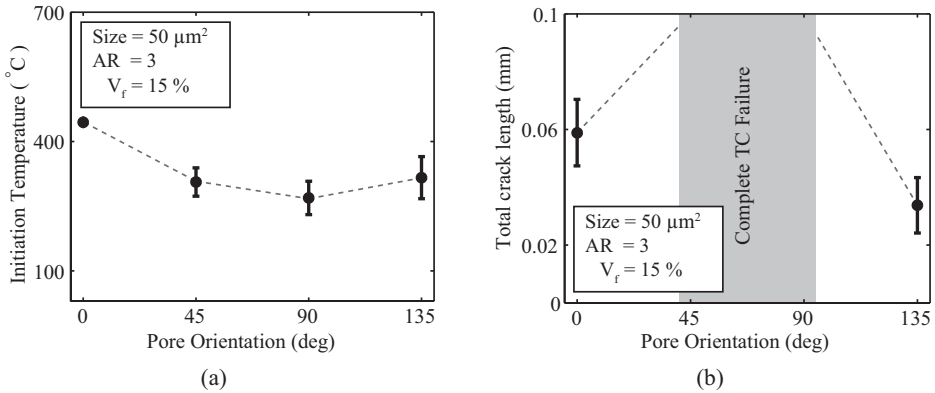 700
400
100
Initiation Temperature ( °C)
Size = 50 µm²
AR = 3
V_f = 15 %
0 45 90 135
Pore Orientation (deg)
(a)
0.1
0.06
0.02
0
Total crack length (mm)
Complete TC Failure
Size = 50 µm²
AR = 3
V_f = 15 %
0 45 90 135
Pore Orientation (deg)
(b)